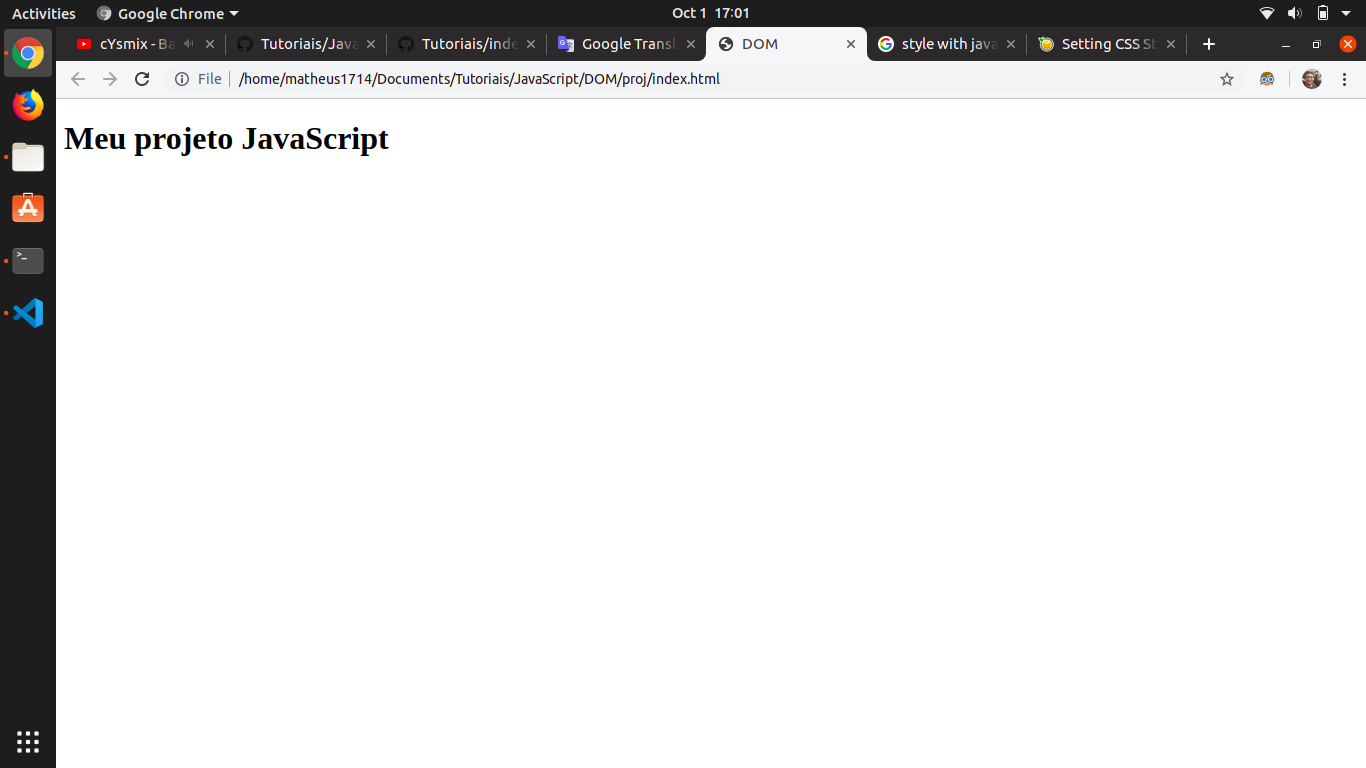 Activities Google Chrome Oct 1 17:01
cYsmix - Ba Tutoriais/Java Tutoriais/inde Google Transl DOM style with java Setting CSS St
File /home/matheus1714/Documents/Tutoriais/JavaScript/DOM/proj/index.html
Meu projeto JavaScript